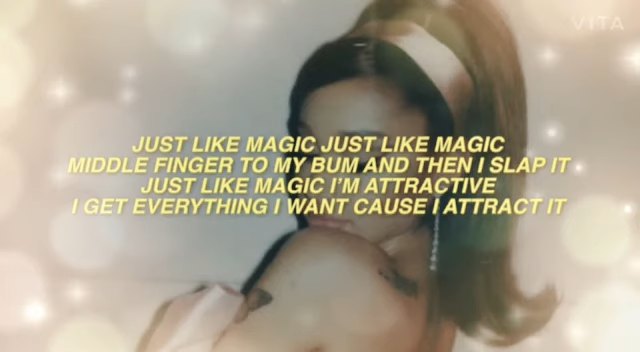 VITA
JUST LIKE MAGIC JUST LIKE MAGIC
MIDDLE FINGER TO MY BUM AND THEN I SLAP IT
JUST LIKE MAGIC I'M ATTRACTIVE
I GET EVERYTHING I WANT CAUSE I ATTRACT IT